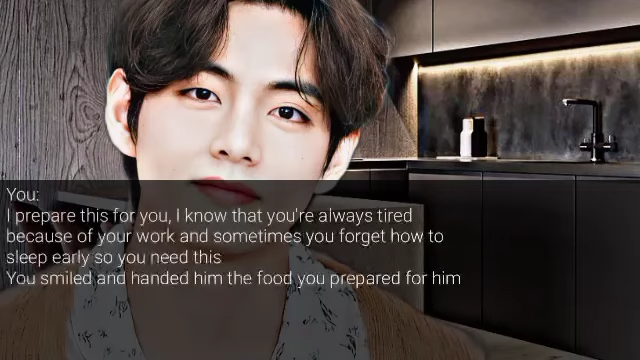 You:
I prepare this for you, I know that you're always tired
because of your work and sometimes you forget how to
sleep early so you need this
You smiled and handed him the food you prepared for him